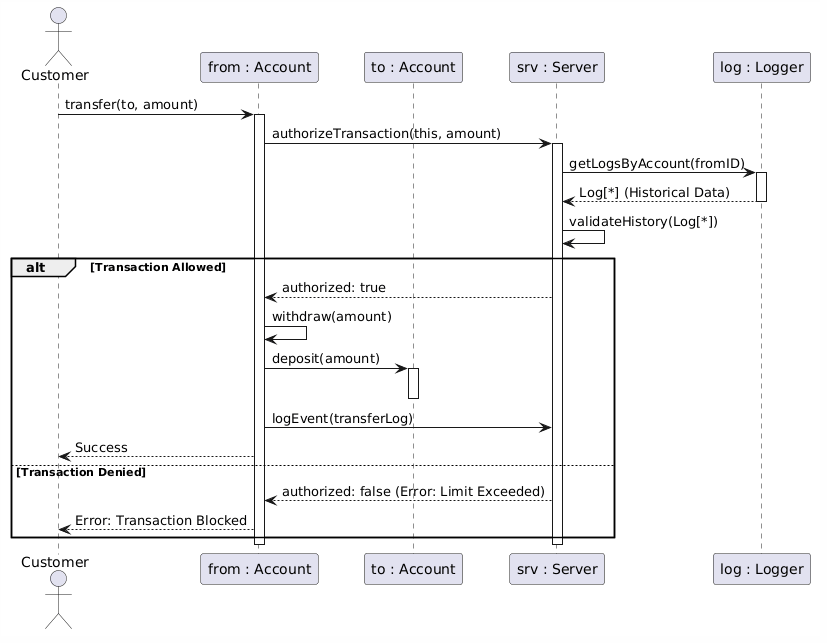 Customer
from : Account
to : Account
srv : Server
log : Logger
transfer(to, amount)
authorizeTransaction(this, amount)
getLogsByAccount(fromID)
Log[*] (Historical Data)
validateHistory(Log[*])
alt
[Transaction Allowed]
authorized: true
withdraw(amount)
deposit(amount)
logEvent(transferLog)
Success
[Transaction Denied]
authorized: false (Error: Limit Exceeded)
Error: Transaction Blocked
Customer
from : Account
to : Account
srv : Server
log : Logger